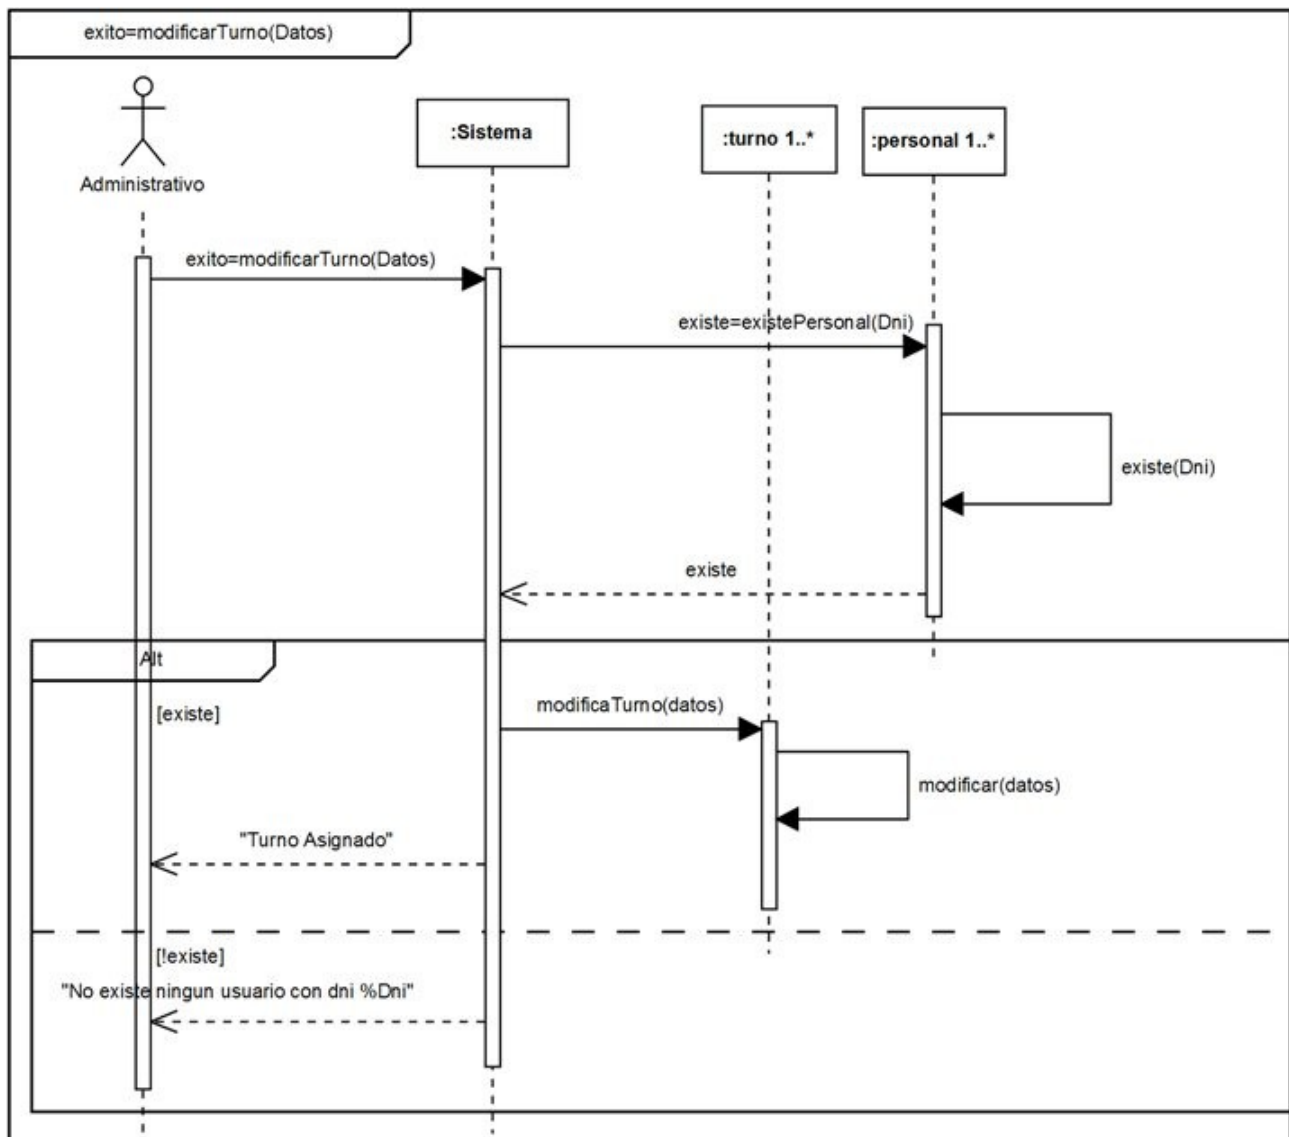 exito=modificarTurno(Datos)
Administrativo
:Sistema
:turno 1..*
:personal 1..*
exito=modificarTurno(Datos)
existe=existePersonal(Dni)
existe(Dni)
existe
Alt
[existe]
modificaTurno(datos)
modificar(datos)
"Turno Asignado"
[!existe]
"No existe ningun usuario con dni %Dni"